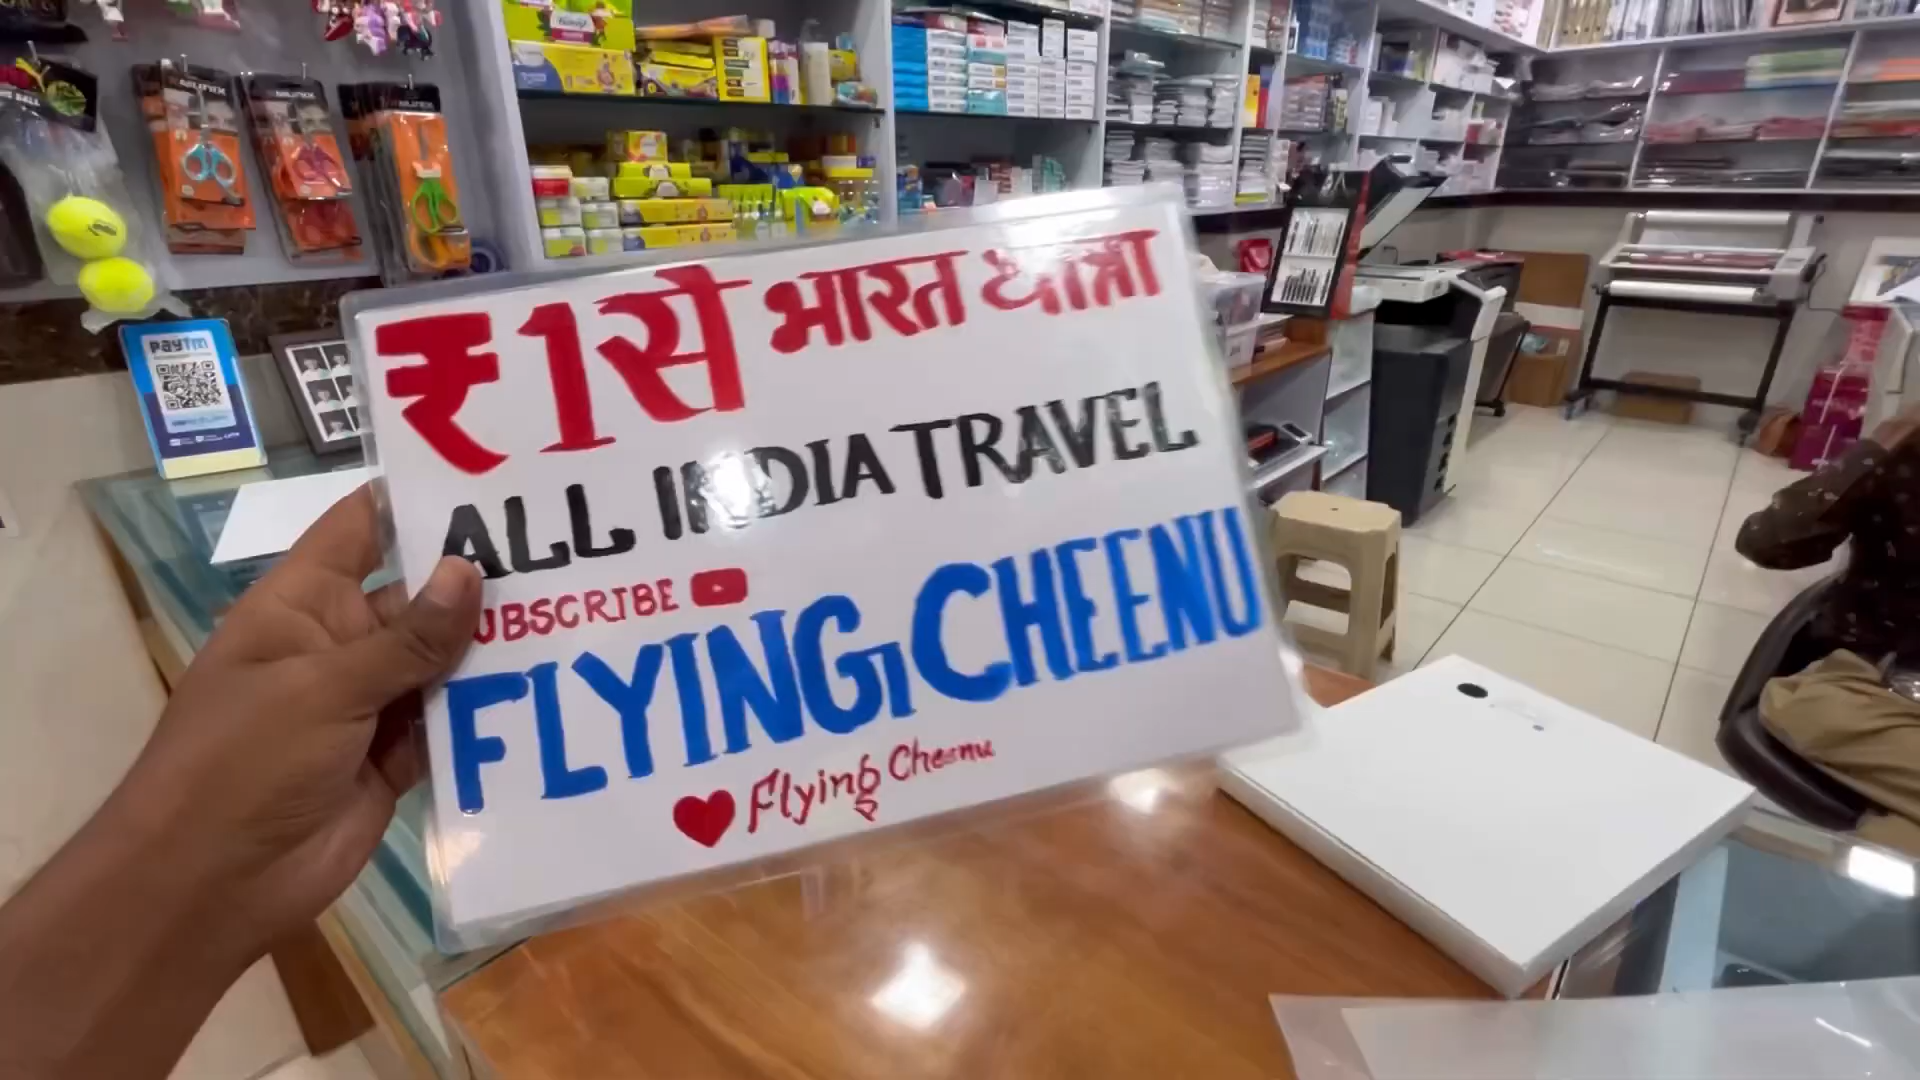 ₹1 से भारत यात्रा
ALL INDIA TRAVEL
SUBSCRIBE
FLYING CHEENU
Flying Cheenu
paytm